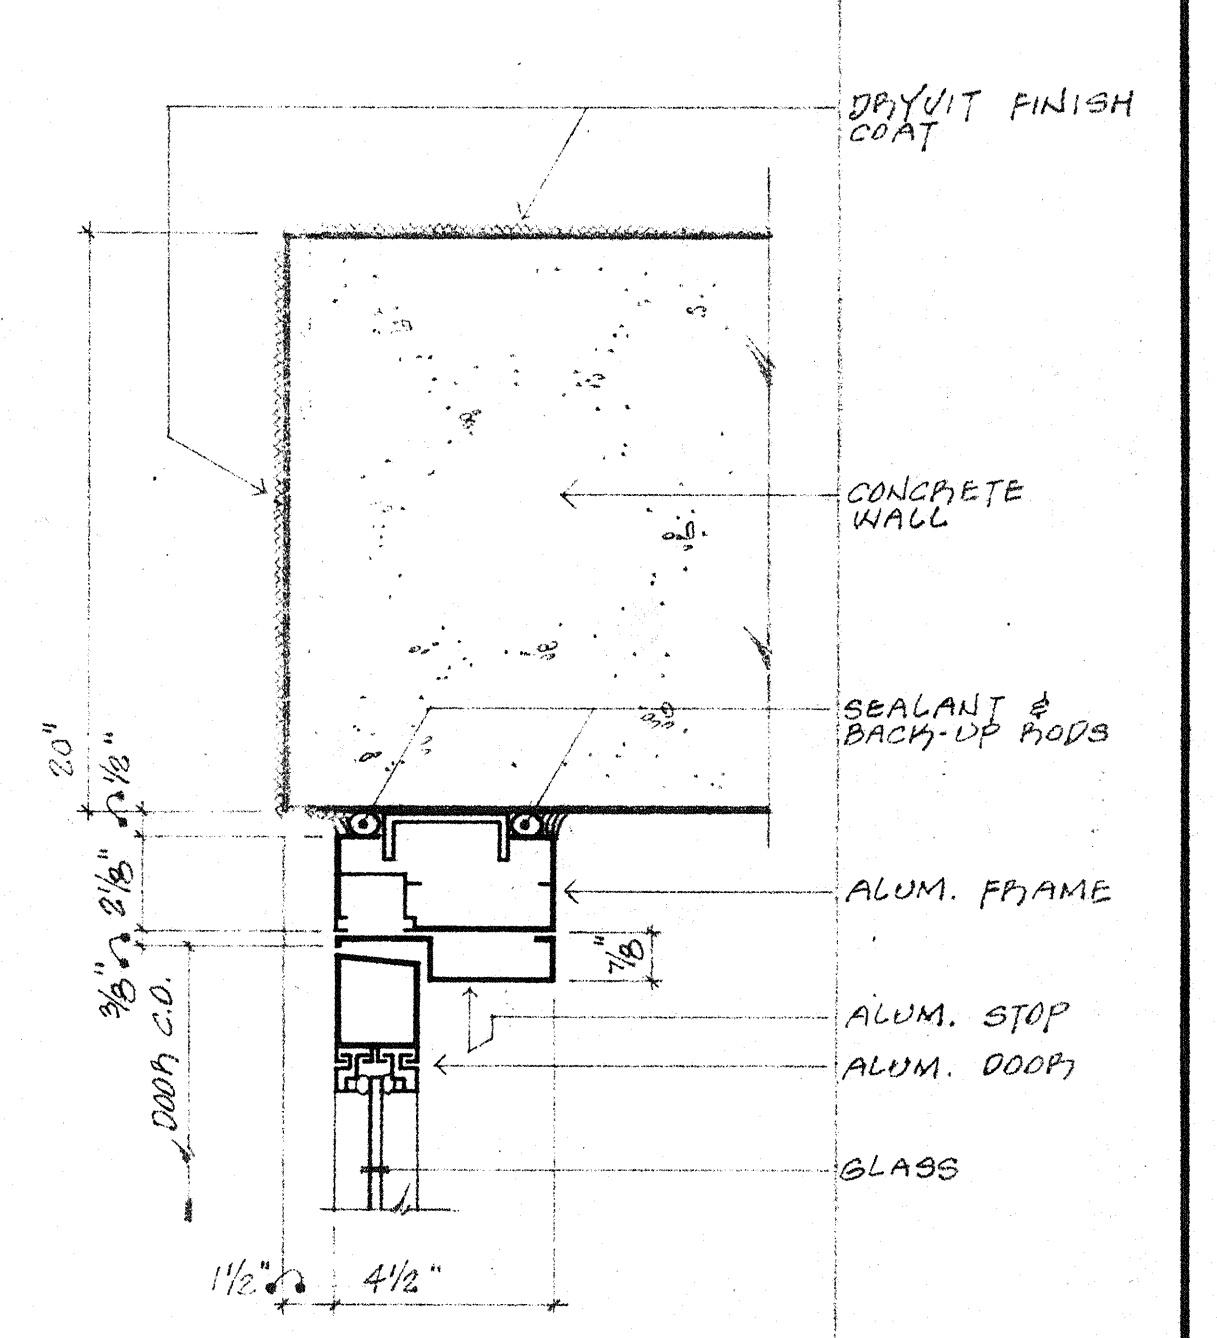 DRYVIT FINISH
COAT
CONCRETE
WALL
SEALANT &
BACK-UP RODS
20"
1/2"
2 1/8"
ALUM. FRAME
7/8"
3/8"
DOOR C.D.
ALUM. STOP
ALUM. DOOR
GLASS
1 1/2"
4 1/2"